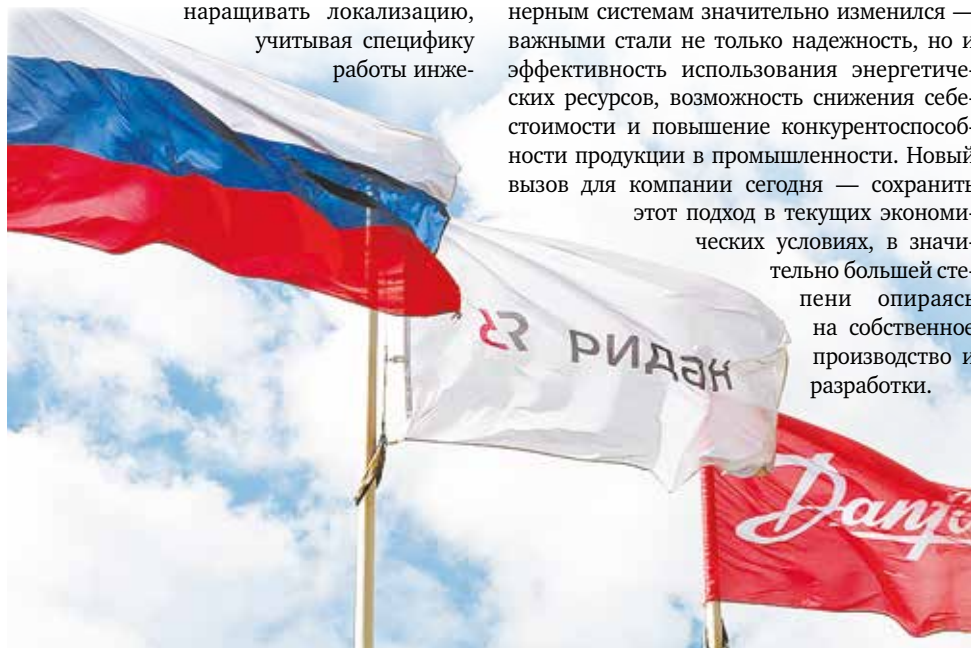 наращивать локализацию,
учитывая специфику
работы инже-
нерным системам значительно изменился —
важными стали не только надежность, но и
эффективность использования энергетиче-
ских ресурсов, возможность снижения себе-
стоимости и повышение конкурентоспособ-
ности продукции в промышленности. Новый
вызов для компании сегодня — сохранить
этот подход в текущих экономи-
ческих условиях, в значи-
тельно большей сте-
пени опираясь
на собственное
производство и
разработки.
ридан
Danfo